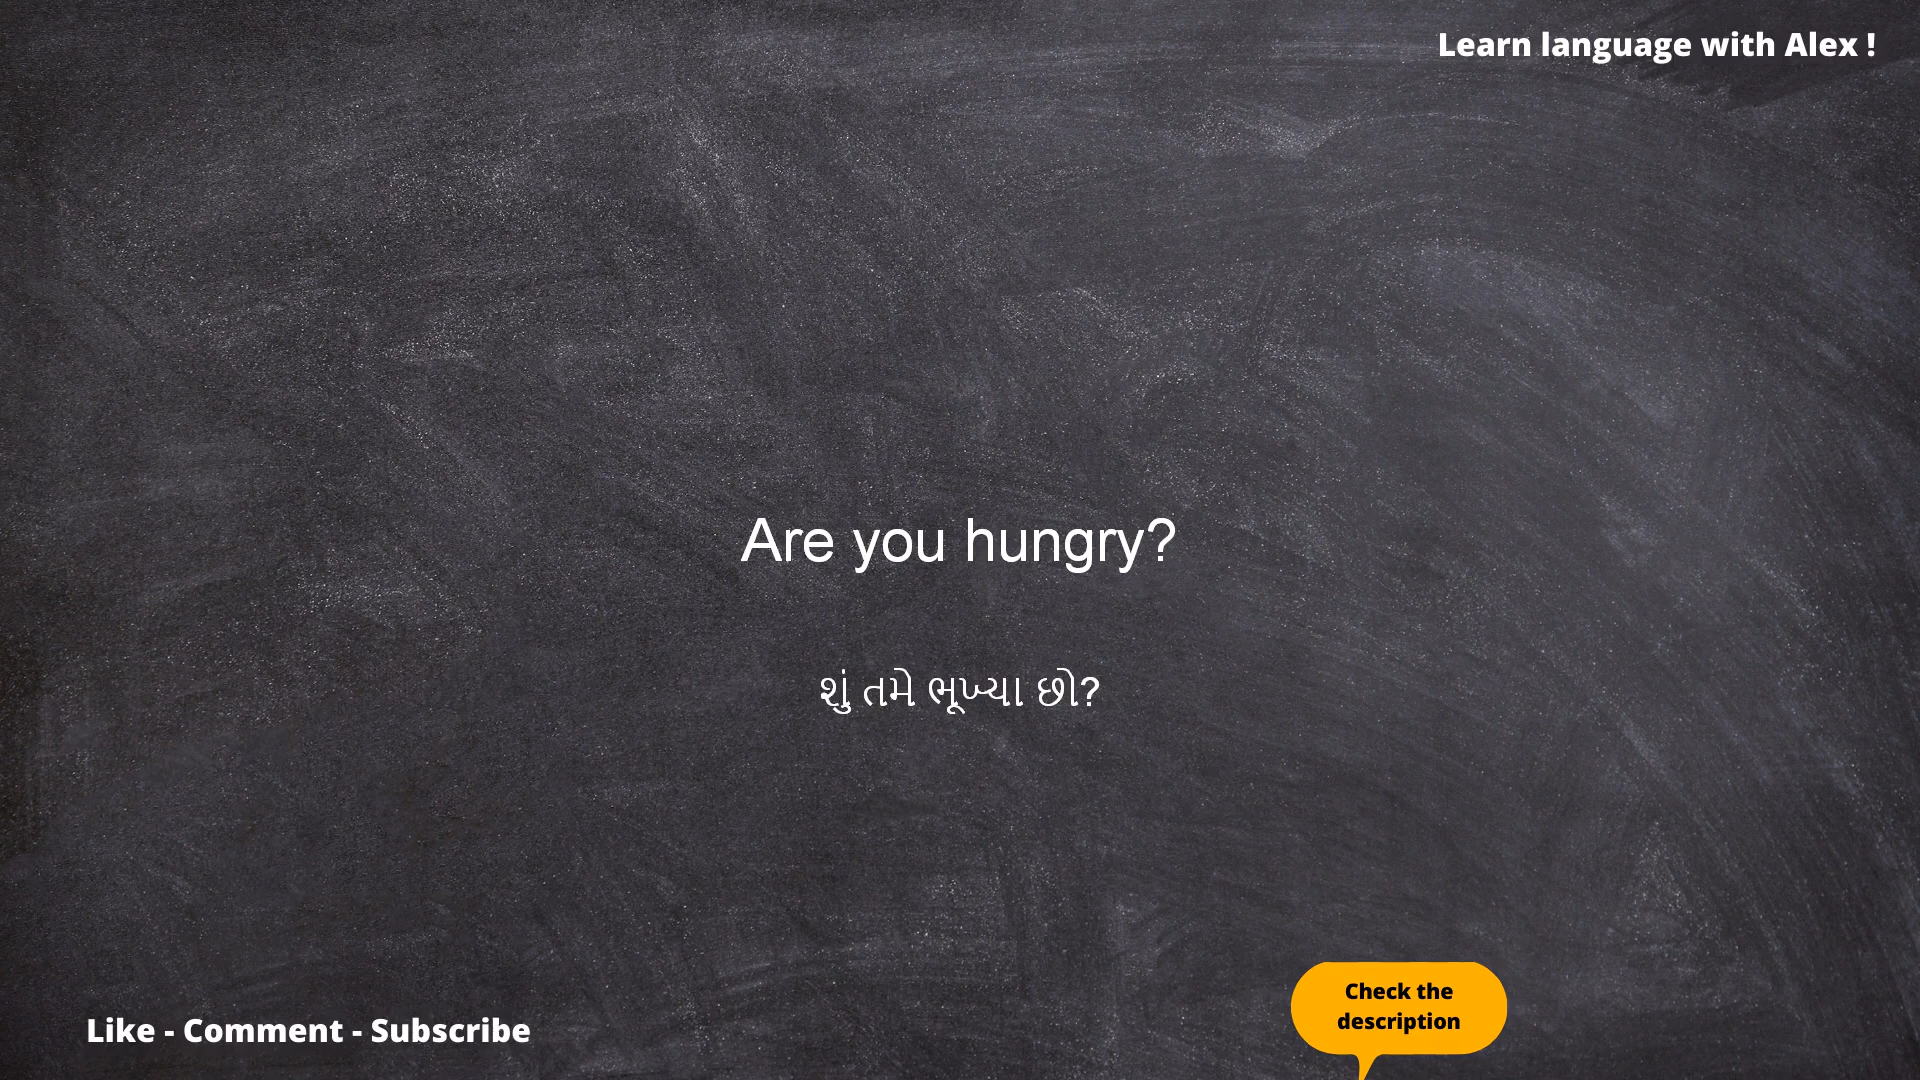 Learn language with Alex !
Are you hungry?
શું તમે ભૂખ્યા છો?
Check the
description
Like - Comment - Subscribe